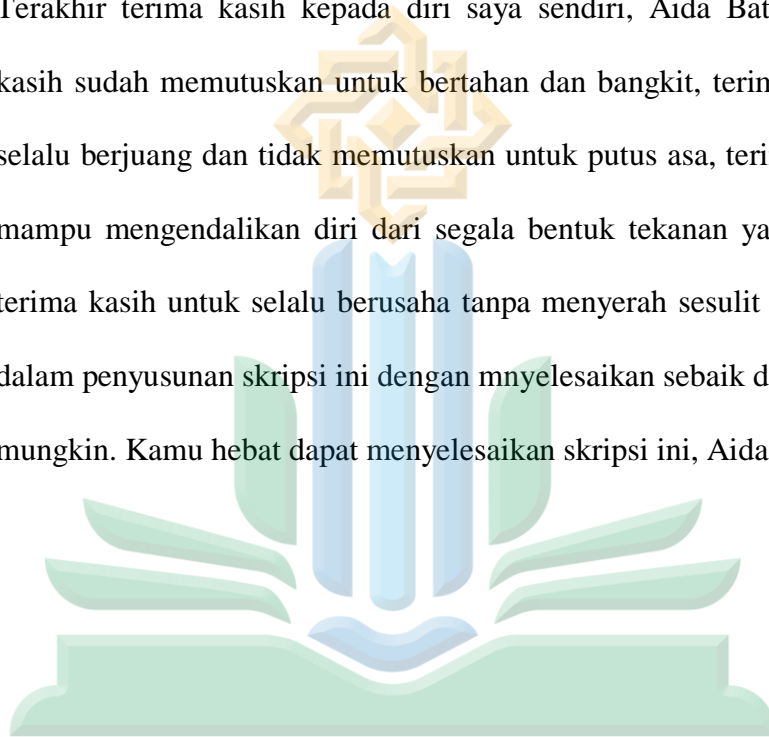 Terakhir terima kasih kepada diri saya sendiri, Aida Bat
kasih sudah memutuskan untuk bertahan dan bangkit, terin
selalu berjuang dan tidak memutuskan untuk putus asa, teri
mampu mengendalikan diri dari segala bentuk tekanan ya
terima kasih untuk selalu berusaha tanpa menyerah sesulit
dalam penyusunan skripsi ini dengan mnyelesaikan sebaik d
mungkin. Kamu hebat dapat menyelesaikan skripsi ini, Aida